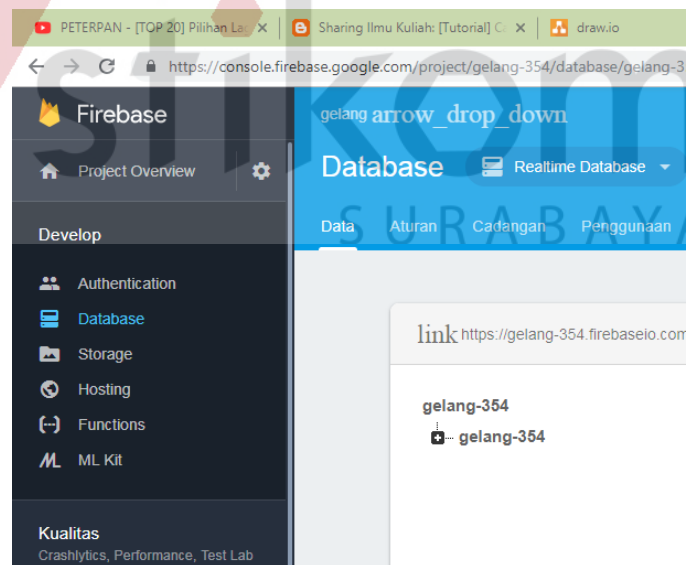 PETERPAN - [TOP 20] Pilihan Lag
Sharing Ilmu Kuliah: [Tutorial] C
draw.io
https://console.firebase.google.com/project/gelang-354/database/gelang-3
stikom
SURABAYA
Firebase
gelang arrow_drop_down
Project Overview
Database Realtime Database
Develop
Data Aturan Cadangan Penggunaan
Authentication
Database
Storage
Hosting
Functions
ML Kit
link https://gelang-354.firebaseio.com
gelang-354
gelang-354
Kualitas
Crashlytics, Performance, Test Lab